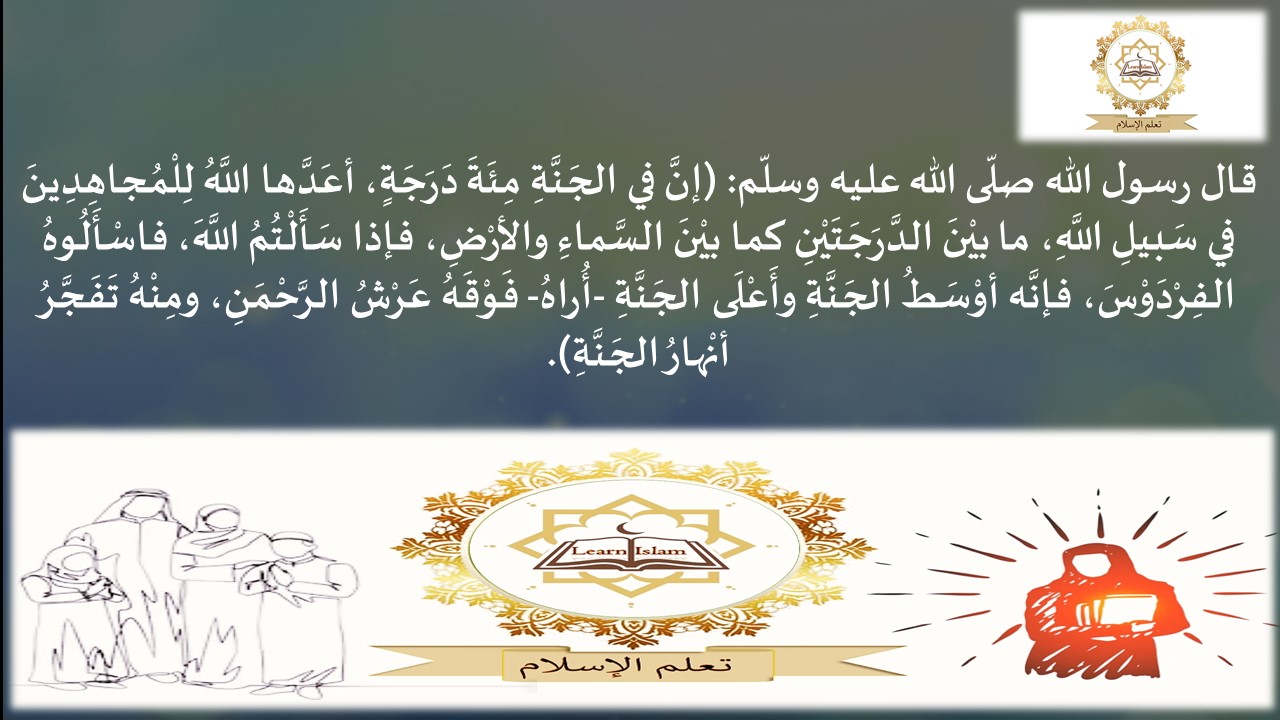 Learn Islam
تعلم الإسلام
قال رسول الله صلّى الله عليه وسلّم: (إنَّ في الجَنَّةِ مِئَةَ دَرَجَةٍ، أعَدَّها اللَّهُ لِلْمُجاهِدِينَ
في سَبيلِ اللَّهِ، ما بيْنَ الدَّرَجَتَيْنِ كما بيْنَ السَّماءِ والأرْضِ، فإذا سَأَلْتُمُ اللَّهَ، فاسْأَلُوهُ
الفِرْدَوْسَ، فإنَّه أوْسَطُ الجَنَّةِ وأَعْلَى الجَنَّةِ -أُراهُ- فَوْقَهُ عَرْشُ الرَّحْمَنِ، ومِنْهُ تَفَجَّرُ
أنْهارُ الجَنَّةِ).
Learn Islam
تعلم الإسلام